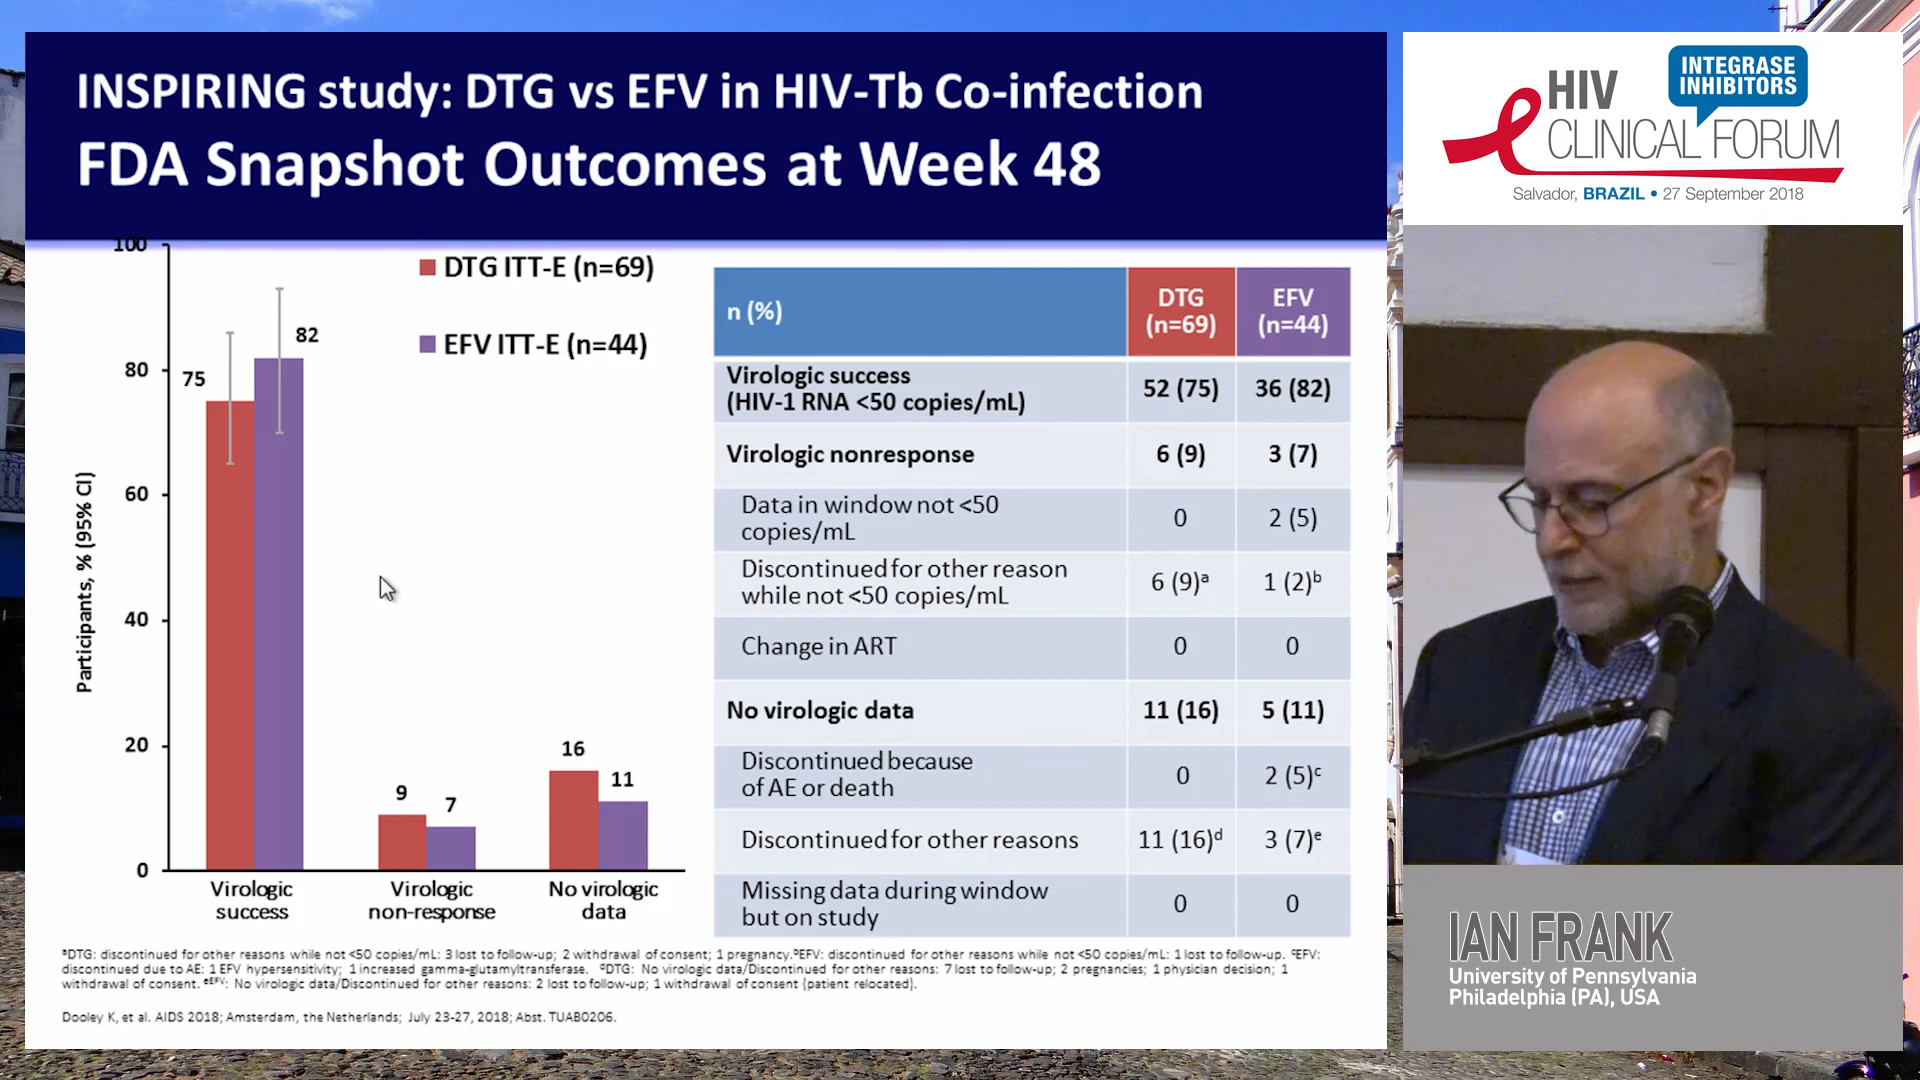 INSPIRING study: DTG vs EFV in HIV-Tb Co-infection
FDA Snapshot Outcomes at Week 48
100
80
60
40
20
0
Participants, % (95% CI)
DTG ITT-E (n=69)
EFV ITT-E (n=44)
75
82
9
7
16
11
Virologic
success
Virologic
non-response
No virologic
data
n (%)
DTG
(n=69)
EFV
(n=44)
Virologic success
(HIV-1 RNA <50 copies/mL)
52 (75)
36 (82)
Virologic nonresponse
6 (9)
3 (7)
Data in window not <50
copies/mL
0
2 (5)
Discontinued for other reason
while not <50 copies/mL
6 (9)ᵃ
1 (2)ᵇ
Change in ART
0
0
No virologic data
11 (16)
5 (11)
Discontinued because
of AE or death
0
2 (5)ᶜ
Discontinued for other reasons
11 (16)ᵈ
3 (7)ᵉ
Missing data during window
but on study
0
0
ᵃDTG: discontinued for other reasons while not <50 copies/mL: 3 lost to follow-up; 2 withdrawal of consent; 1 pregnancy.ᵇEFV: discontinued for other reasons while not <50 copies/mL: 1 lost to follow-up. ᶜEFV:
discontinued due to AE: 1 EFV hypersensitivity; 1 increased gamma-glutamyltransferase. ᵈDTG: No virologic data/Discontinued for other reasons: 7 lost to follow-up; 2 pregnancies; 1 physician decision; 1
withdrawal of consent. ᵉEFV: No virologic data/Discontinued for other reasons: 2 lost to follow-up; 1 withdrawal of consent (patient relocated).
Dooley K, et al. AIDS 2018; Amsterdam, the Netherlands; July 23-27, 2018; Abst. TUAB0206.
INTEGRASE
INHIBITORS
HIV
CLINICAL FORUM
Salvador, BRAZIL • 27 September 2018
IAN FRANK
University of Pennsylvania
Philadelphia (PA), USA